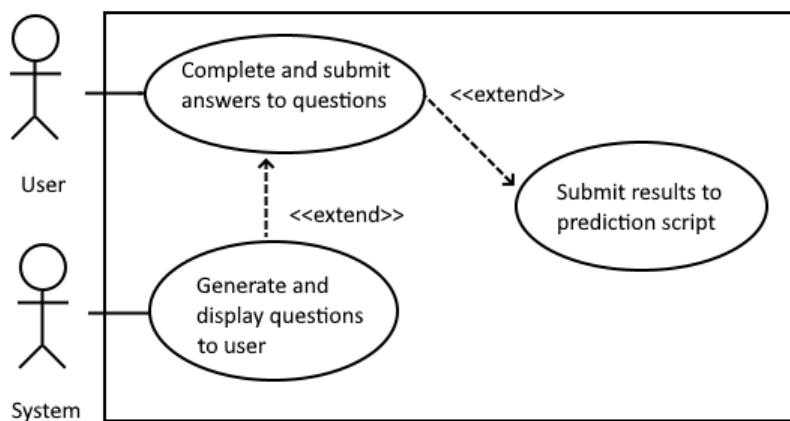 Complete and submit
answers to questions
<<extend>>
User
Submit results to
prediction script
<<extend>>
Generate and
display questions
to user
System